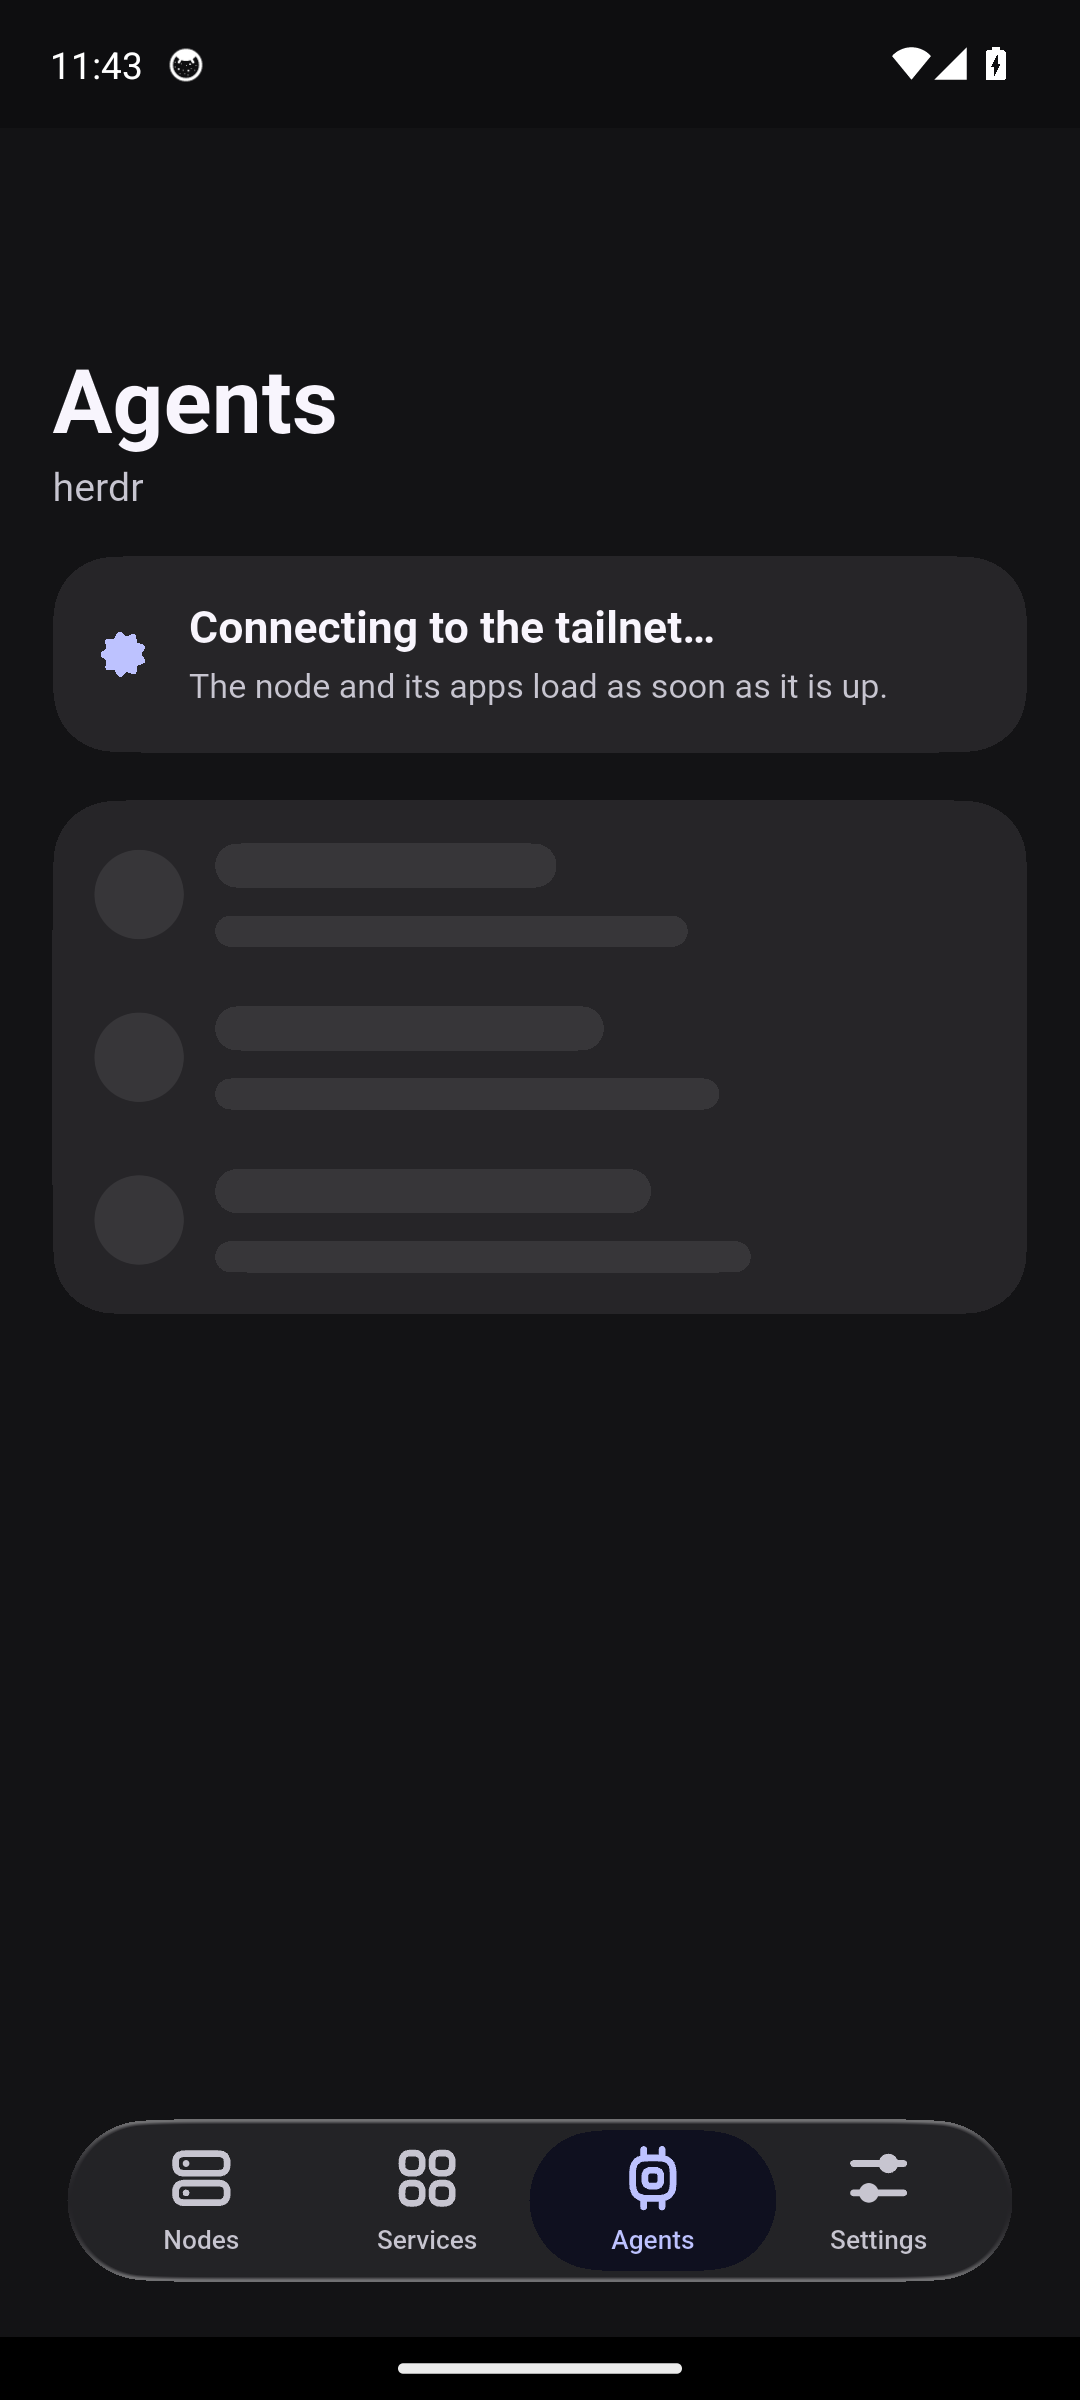 11:43
Agents
herdr
Connecting to the tailnet…
The node and its apps load as soon as it is up.
Nodes
Services
Agents
Settings